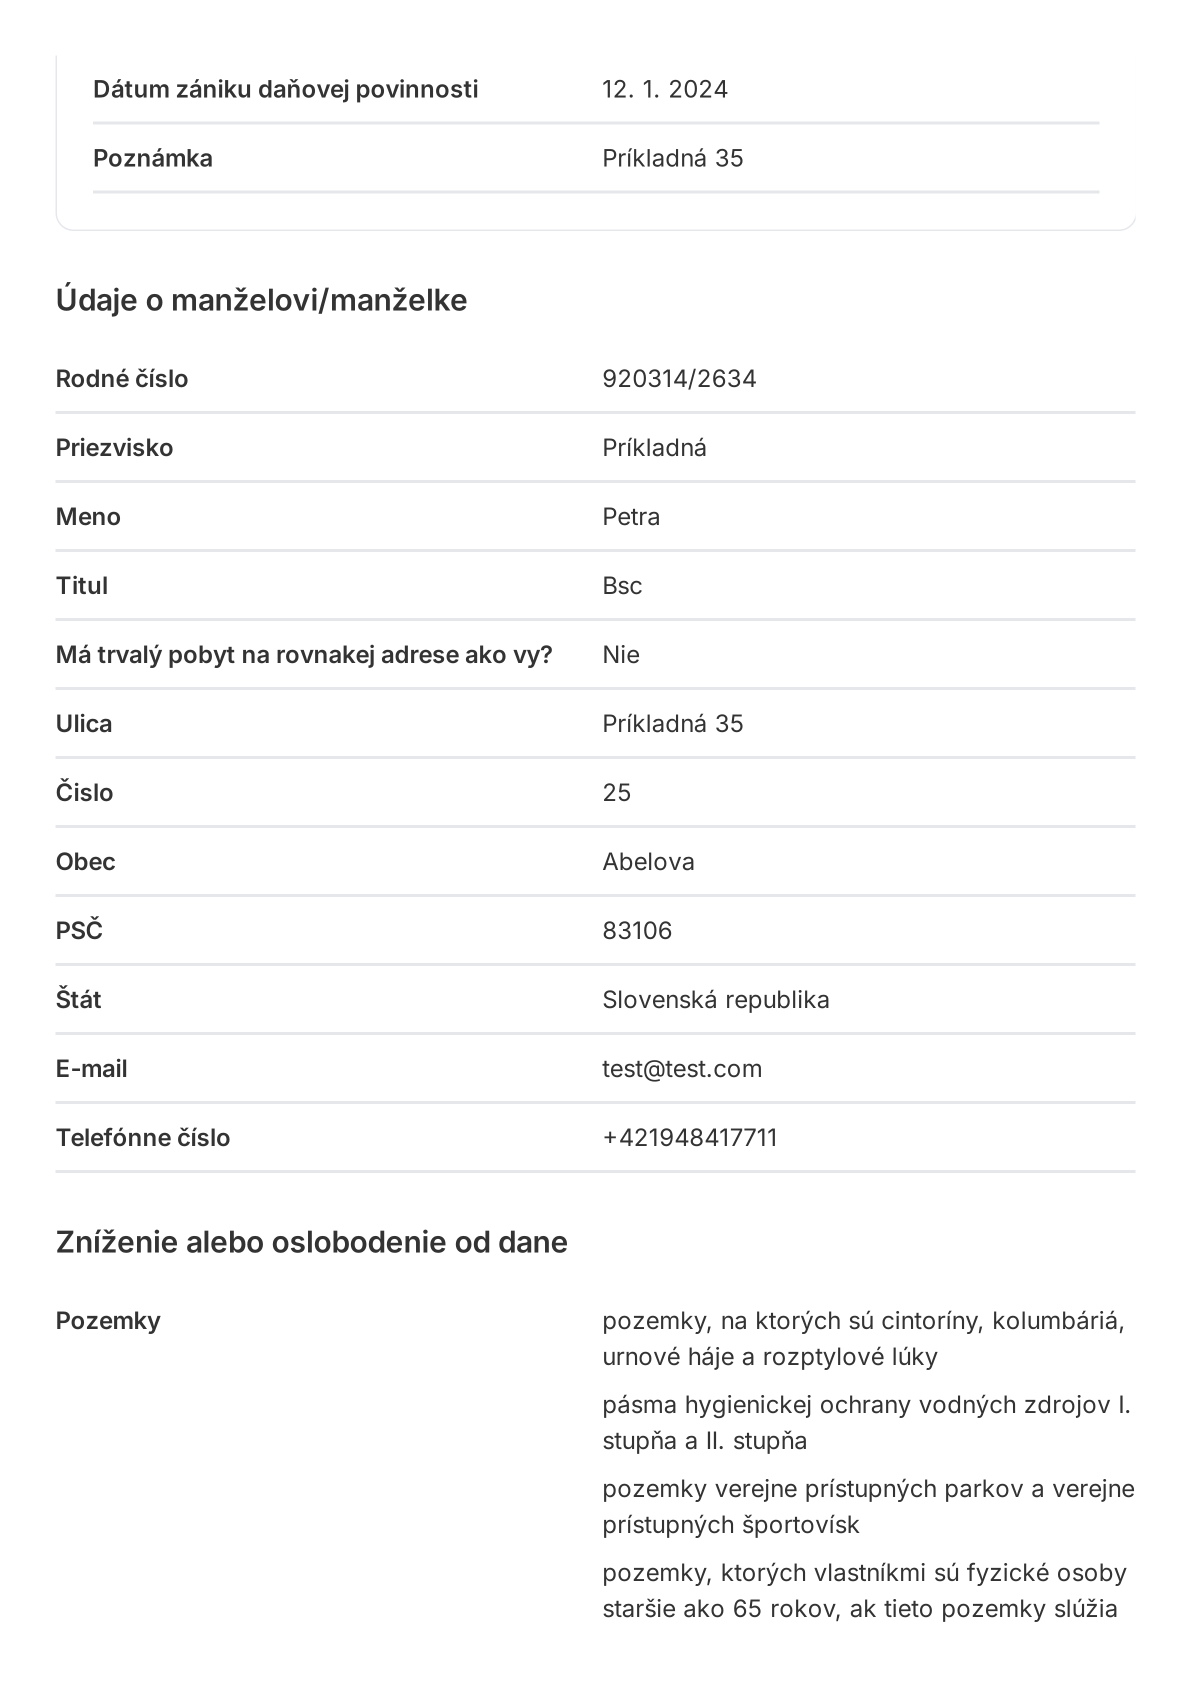 Dátum zániku daňovej povinnosti 12. 1. 2024
Poznámka Príkladná 35
Údaje o manželovi/manželke
Rodné číslo 920314/2634
Priezvisko Príkladná
Meno Petra
Titul Bsc
Má trvalý pobyt na rovnakej adrese ako vy? Nie
Ulica Príkladná 35
Čislo 25
Obec Abelova
PSČ 83106
Štát Slovenská republika
E-mail test@test.com
Telefónne číslo +421948417711
Zníženie alebo oslobodenie od dane
Pozemky pozemky, na ktorých sú cintoríny, kolumbáriá,
urnové háje a rozptylové lúky
pásma hygienickej ochrany vodných zdrojov I.
stupňa a II. stupňa
pozemky verejne prístupných parkov a verejne
prístupných športovísk
pozemky, ktorých vlastníkmi sú fyzické osoby
staršie ako 65 rokov, ak tieto pozemky slúžia